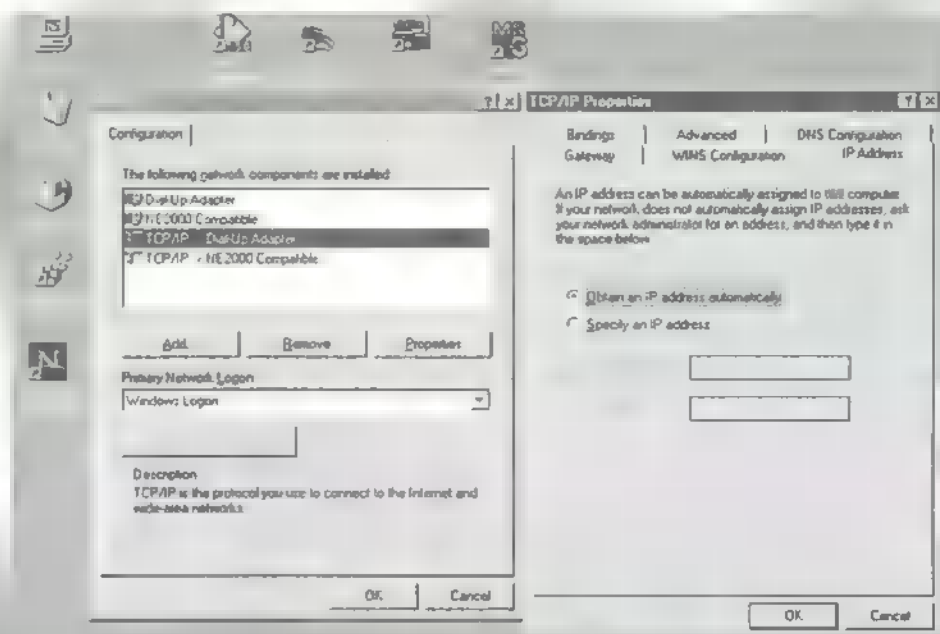 MS
TCP/IP Properties
Configuration
The following network components are installed:
Dial-Up Adapter
NE2000 Compatible
TCP/IP Dial-Up Adapter
TCP/IP NE2000 Compatible
Add
Remove
Properties
Primary Network Logon
Windows Logon
Description
TCP/IP is the protocol you use to connect to the Internet and
wide-area networks
OK
Cancel
Bindings
Advanced
DNS Configuration
Gateway
WINS Configuration
IP Address
An IP address can be automatically assigned to this computer
If your network does not automatically assign IP addresses, ask
your network administrator for an address, and then type it in
the space below
Obtain an IP address automatically
Specify an IP address
OK
Cancel